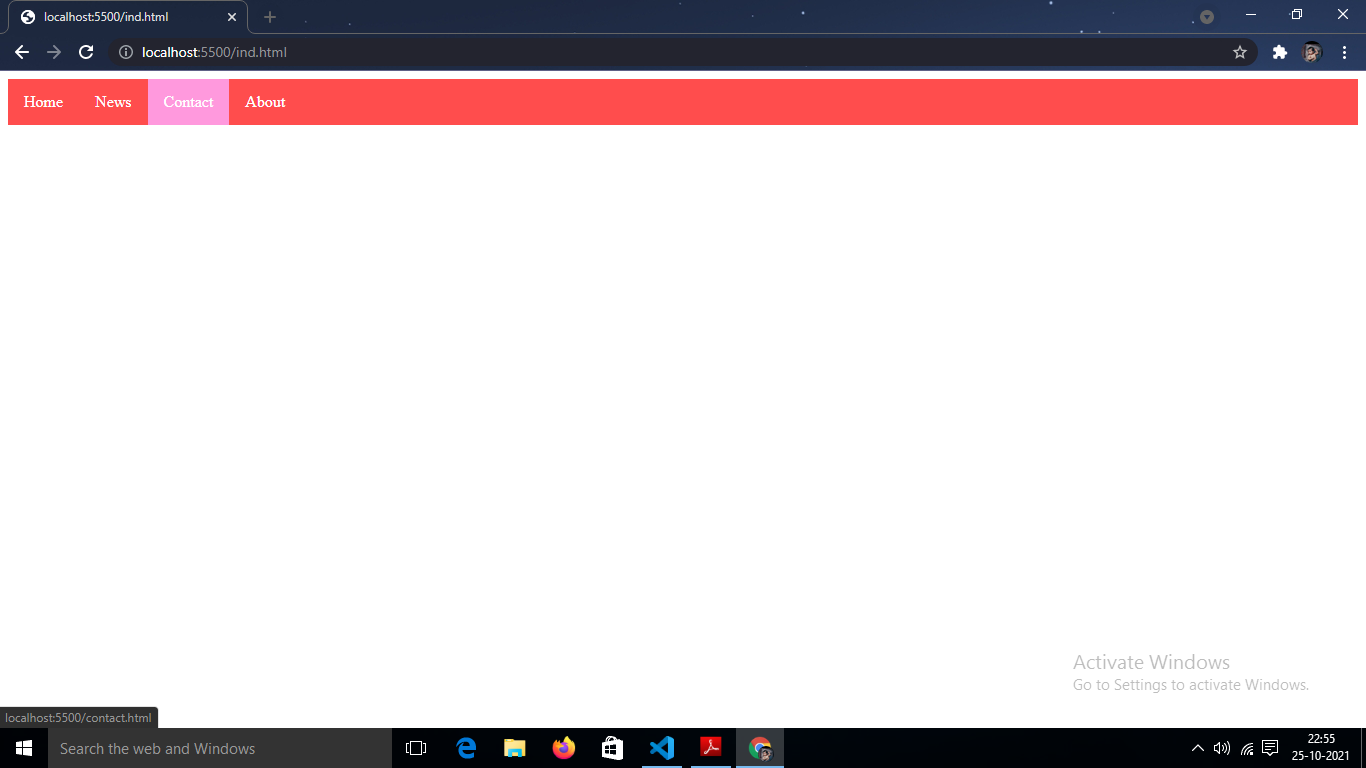 localhost:5500/ind.html
localhost:5500/ind.html
Home News Contact About
Activate Windows
Go to Settings to activate Windows.
localhost:5500/contact.html
Search the web and Windows
22:55
25-10-2021